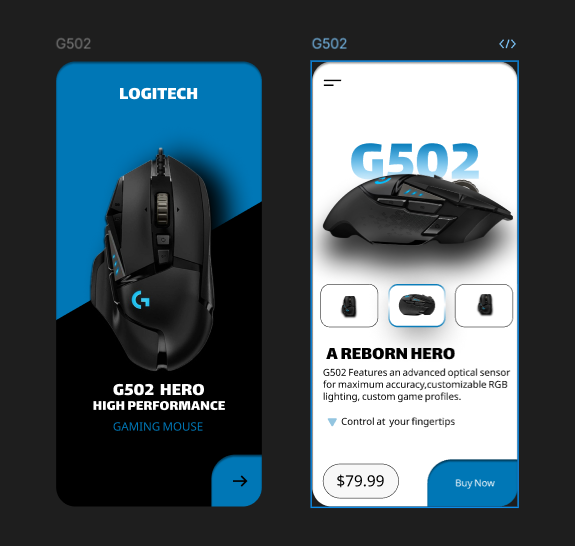 G502
LOGITECH
G502 HERO
HIGH PERFORMANCE
GAMING MOUSE
G502
G502
A REBORN HERO
G502 Features an advanced optical sensor
for maximum accuracy,customizable RGB
lighting, custom game profiles.
Control at your fingertips
$79.99
Buy Now